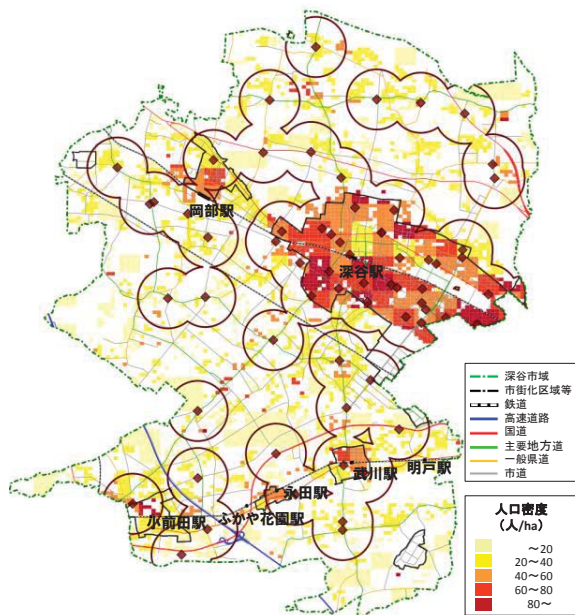 岡部駅
深谷駅
明戸駅
武川駅
永田駅
ふかや花園駅
小前田駅
深谷市域
市街化区域等
鉄道
高速道路
国道
主要地方道
一般県道
市道
人口密度
(人/ha)
～20
20～40
40～60
60～80
80～